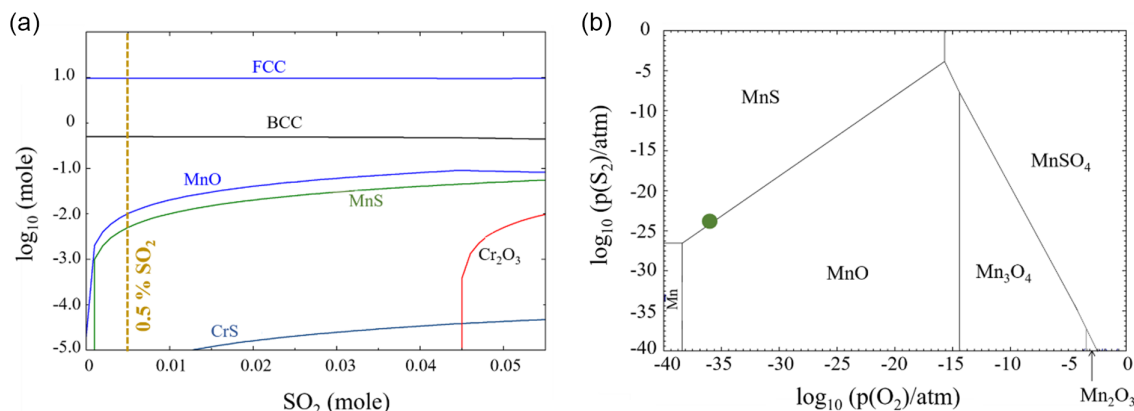 (a)
log₁₀ (mole)
1.0
0
-1.0
-2.0
-3.0
-4.0
-5.0
FCC
BCC
MnO
MnS
Cr₂O₃
CrS
0.5 % SO₂
0 0.01 0.02 0.03 0.04 0.05
SO₂ (mole)
(b)
log₁₀ (p(S₂)/atm)
0
-5
-10
-15
-20
-25
-30
-35
-40
MnS
MnSO₄
MnO
Mn₃O₄
Mn
-40 -35 -30 -25 -20 -15 -10 -5 0
log₁₀ (p(O₂)/atm)
Mn₂O₃